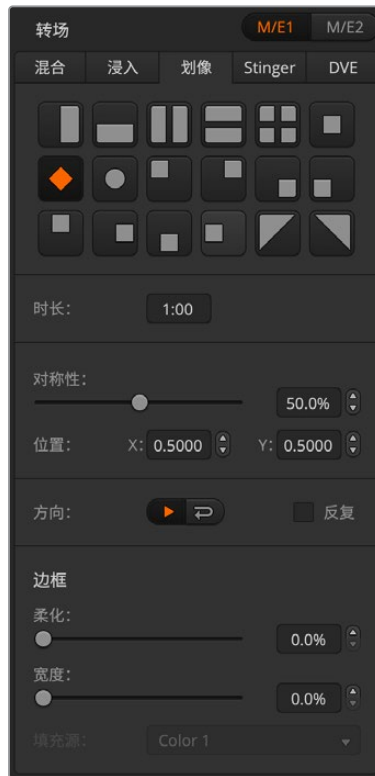 转场 M/E1 M/E2
混合 浸入 划像 Stinger DVE
时长： 1:00
对称性：
50.0%
位置： X: 0.5000 Y: 0.5000
方向： 反复
边框
柔化：
0.0%
宽度：
0.0%
填充源： Color 1